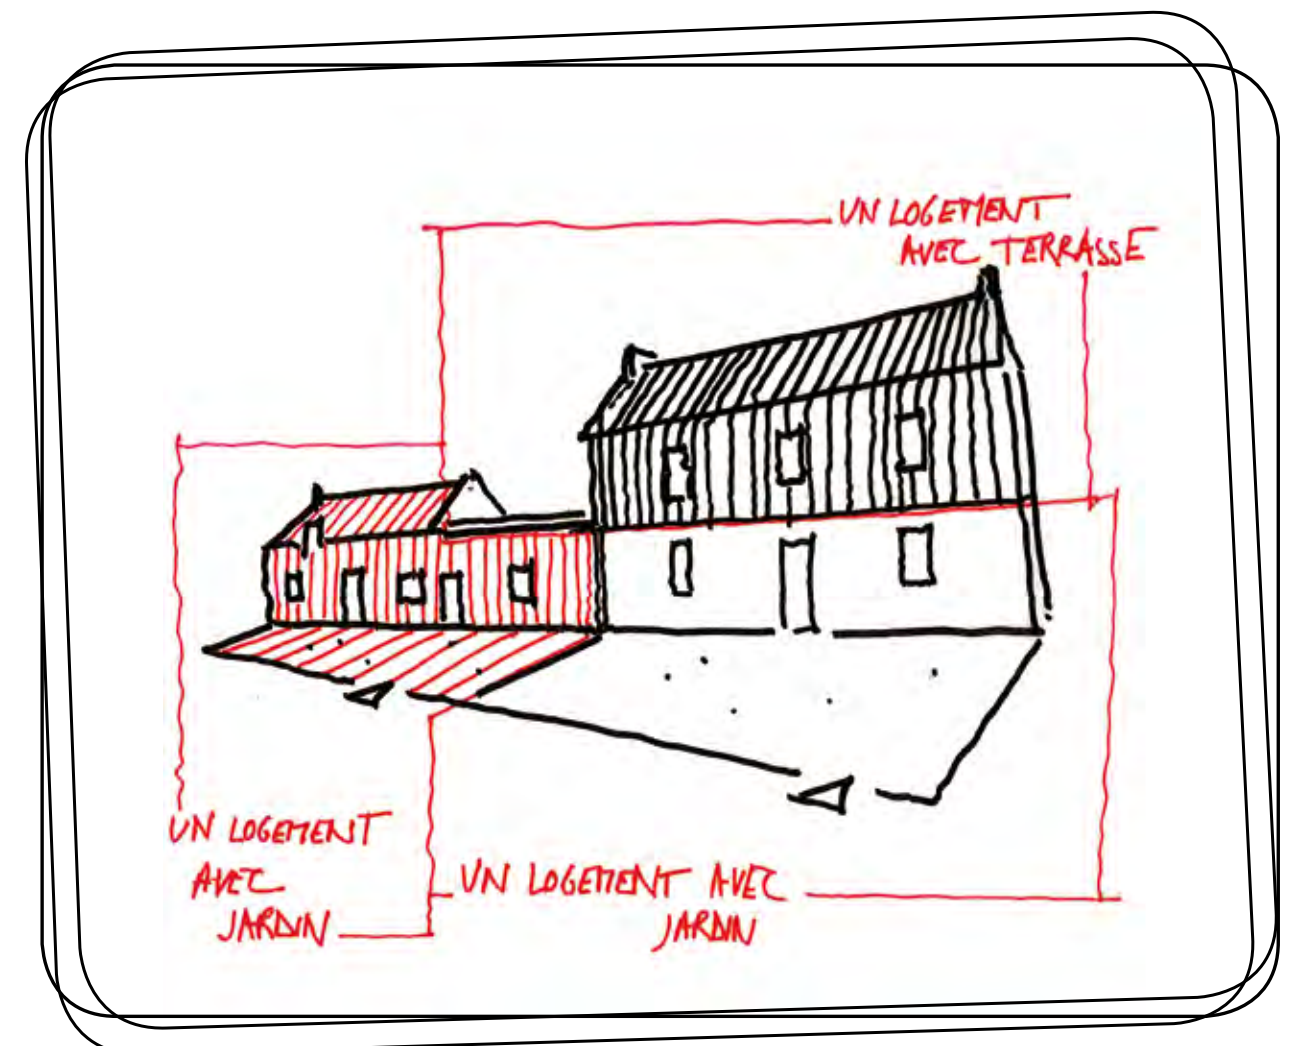 UN LOGEMENT
AVEC TERRASSE
UN LOGEMENT
AVEC
JARDIN
UN LOGEMENT AVEC
JARDIN